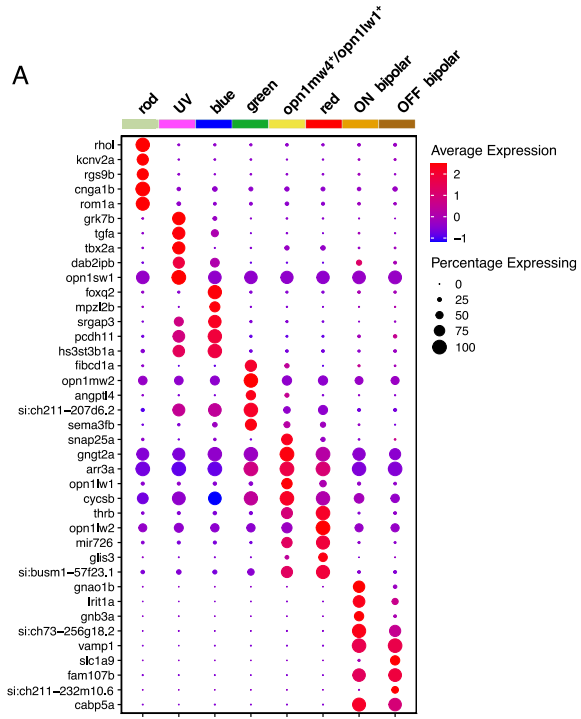 A
rod
UV
blue
green
opn1mw4+/opn1lw1+
red
ON bipolar
OFF bipolar
rhol
kcnv2a
rgs9b
cnga1b
rom1a
grk7b
tgfa
tbx2a
dab2ipb
opn1sw1
foxq2
mpzl2b
srgap3
pcdh11
hs3st3b1a
fibcd1a
opn1mw2
angptl4
si:ch211-207d6.2
sema3fb
snap25a
gngt2a
arr3a
opn1lw1
cycsb
thrb
opn1lw2
mir726
glis3
si:busm1-57f23.1
gnao1b
lrit1a
gnb3a
si:ch73-256g18.2
vamp1
slc1a9
fam107b
si:ch211-232m10.6
cabp5a
Average Expression
2
1
0
-1
Percentage Expressing
0
25
50
75
100